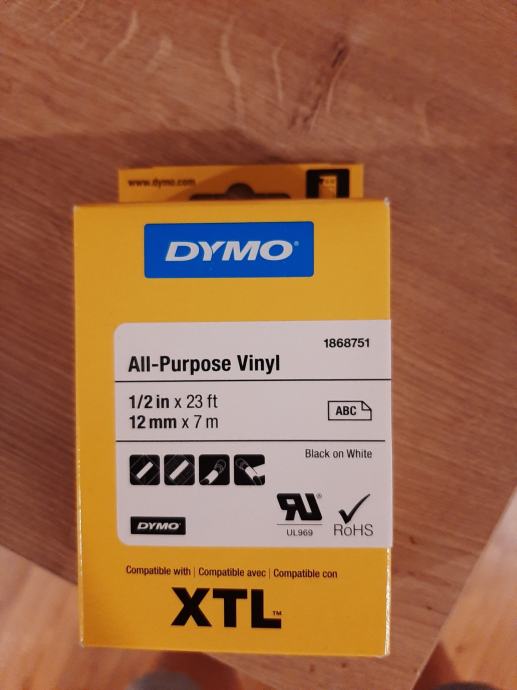 www.dymo.com
DYMO®
1868751
All-Purpose Vinyl
1/2 in x 23 ft
12 mm x 7 m
ABC
Black on White
DYMO
UL969
RoHS
Compatible with | Compatible avec | Compatible con
XTL™